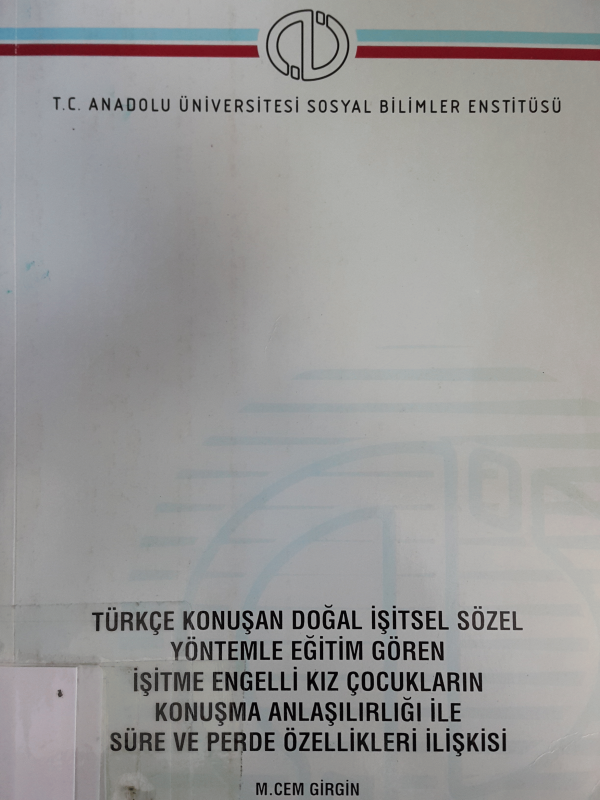 T.C. ANADOLU ÜNİVERSİTESİ SOSYAL BİLİMLER ENSTİTÜSÜ
TÜRKÇE KONUŞAN DOĞAL İŞİTSEL SÖZEL
YÖNTEMLE EĞİTİM GÖREN
İŞİTME ENGELLİ KIZ ÇOCUKLARIN
KONUŞMA ANLAŞILIRLIĞI İLE
SÜRE VE PERDE ÖZELLİKLERİ İLİŞKİSİ
M.CEM GİRGİN